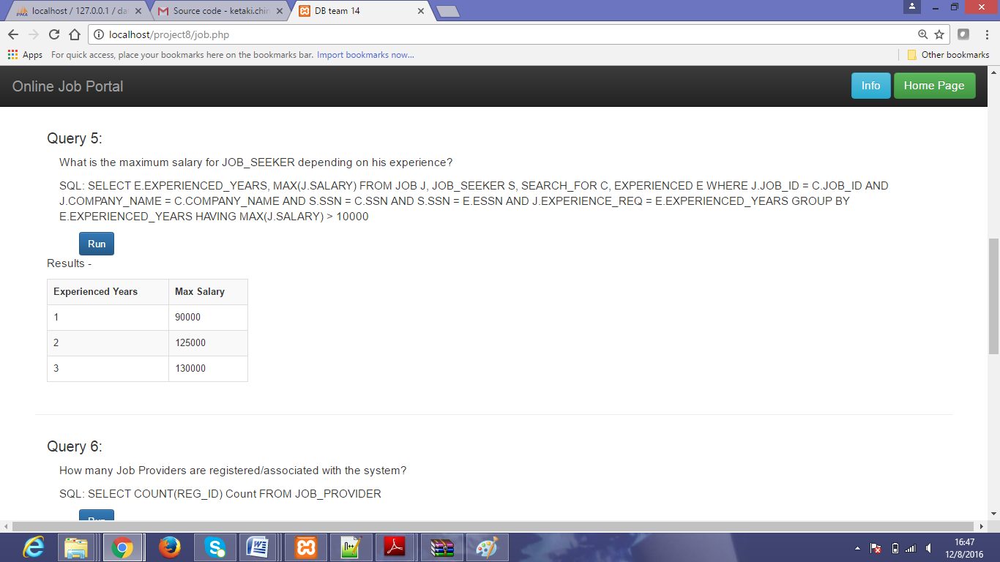 localhost / 127.0.0.1 / da
Source code - ketaki.chin
DB team 14
localhost/project8/job.php
Apps For quick access, place your bookmarks here on the bookmarks bar. Import bookmarks now... Other bookmarks
Online Job Portal
Info
Home Page
Query 5:
What is the maximum salary for JOB_SEEKER depending on his experience?
SQL: SELECT E.EXPERIENCED_YEARS, MAX(J.SALARY) FROM JOB J, JOB_SEEKER S, SEARCH_FOR C, EXPERIENCED E WHERE J.JOB_ID = C.JOB_ID AND
J.COMPANY_NAME = C.COMPANY_NAME AND S.SSN = C.SSN AND S.SSN = E.ESSN AND J.EXPERIENCE_REQ = E.EXPERIENCED_YEARS GROUP BY
E.EXPERIENCED_YEARS HAVING MAX(J.SALARY) > 10000
Run
Results -
Experienced Years Max Salary
1 90000
2 125000
3 130000
Query 6:
How many Job Providers are registered/associated with the system?
SQL: SELECT COUNT(REG_ID) Count FROM JOB_PROVIDER
Run
16:47
12/8/2016